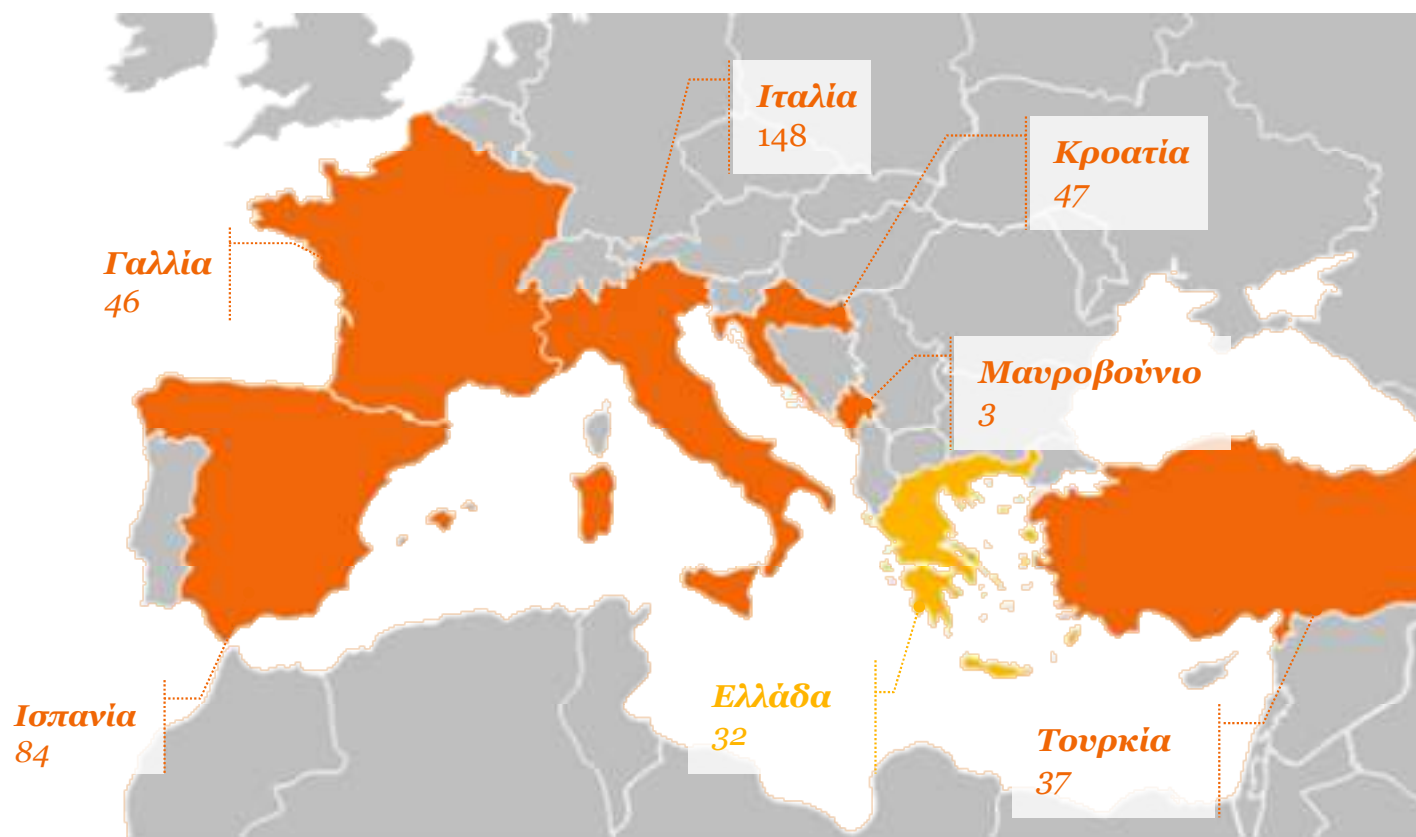 Ιταλία
148
Κροατία
47
Γαλλία
46
Μαυροβούνιο
3
Ελλάδα
32
Ισπανία
84
Τουρκία
37